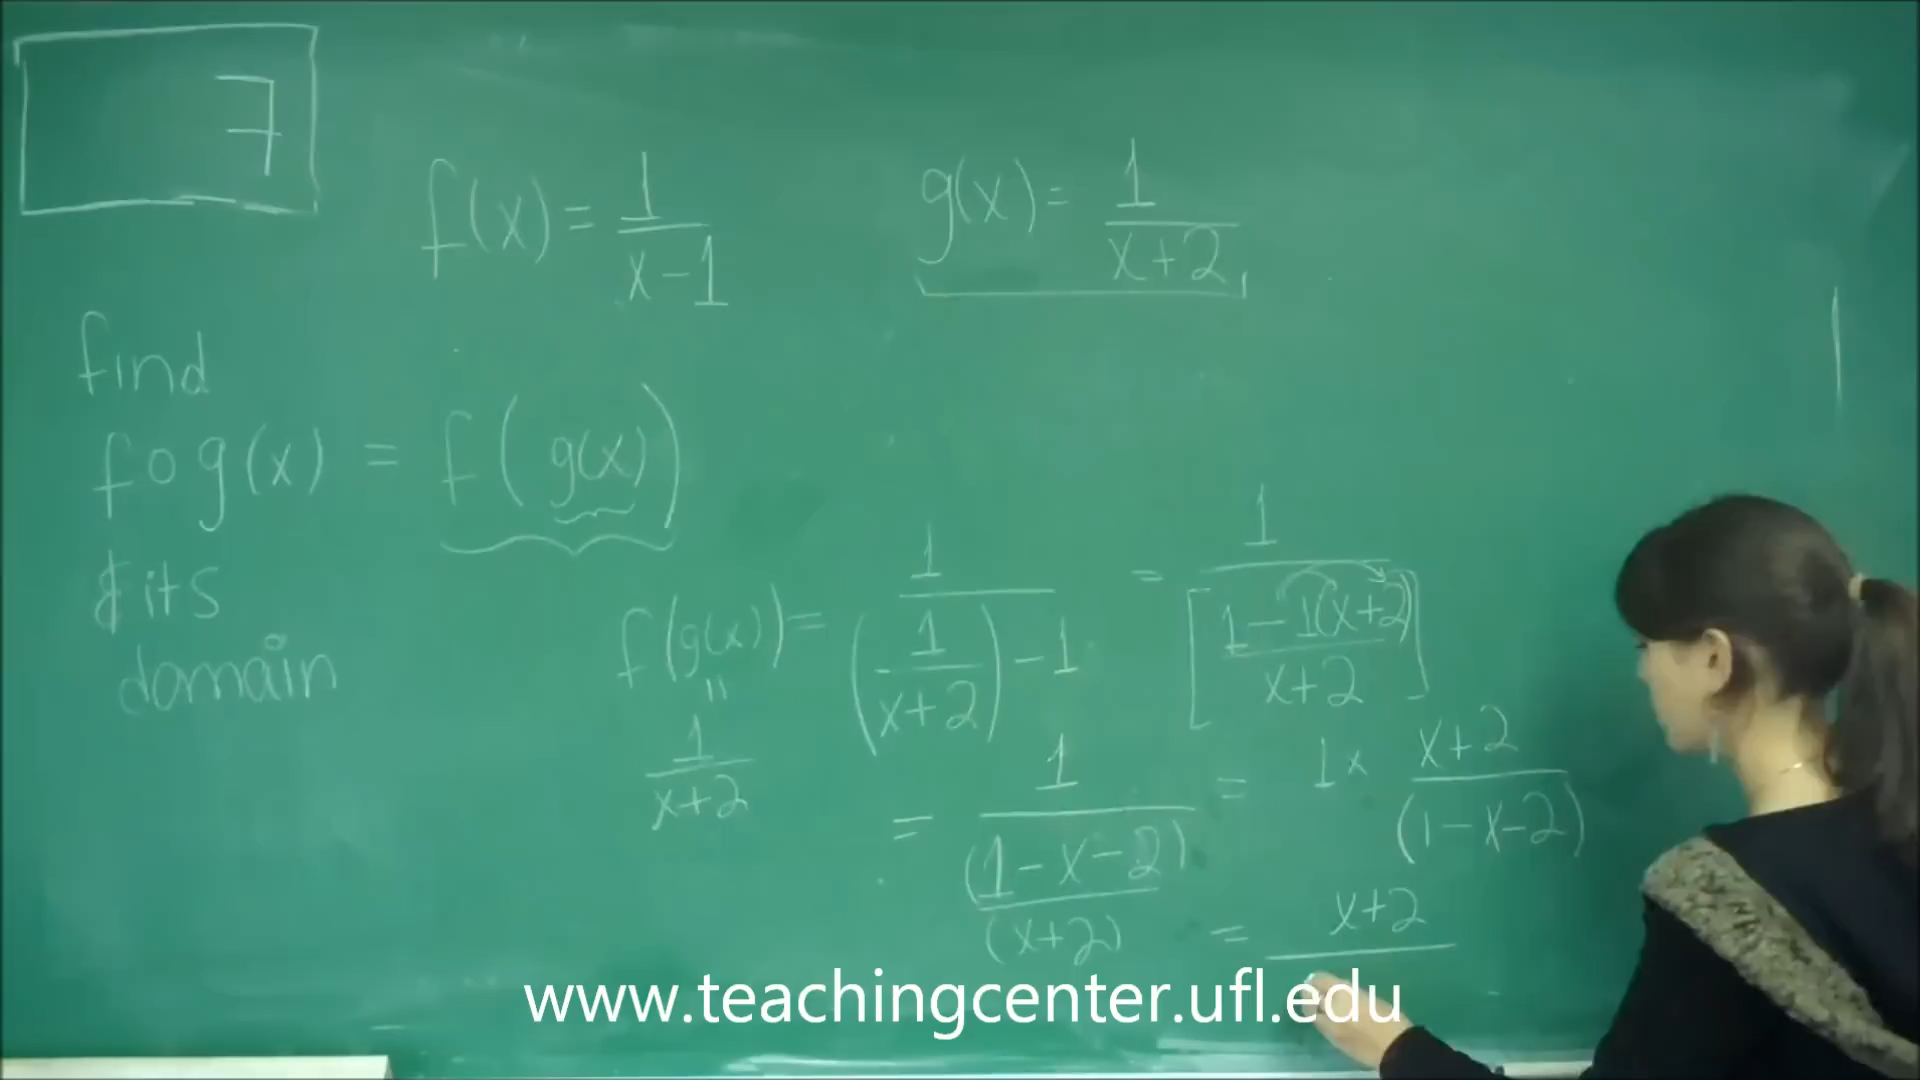 7
f(x) = 1/(x-1)
g(x) = 1/(x+2)
find
fog(x) = f(g(x))
& its
domain
f(g(x)) = 1/((1/(x+2))-1) = 1/[(1-1(x+2))/(x+2)]
"
1/(x+2)
= 1/((1-x-2)/(x+2)) = 1 × (x+2)/(1-x-2)
= x+2
www.teachingcenter.ufl.edu